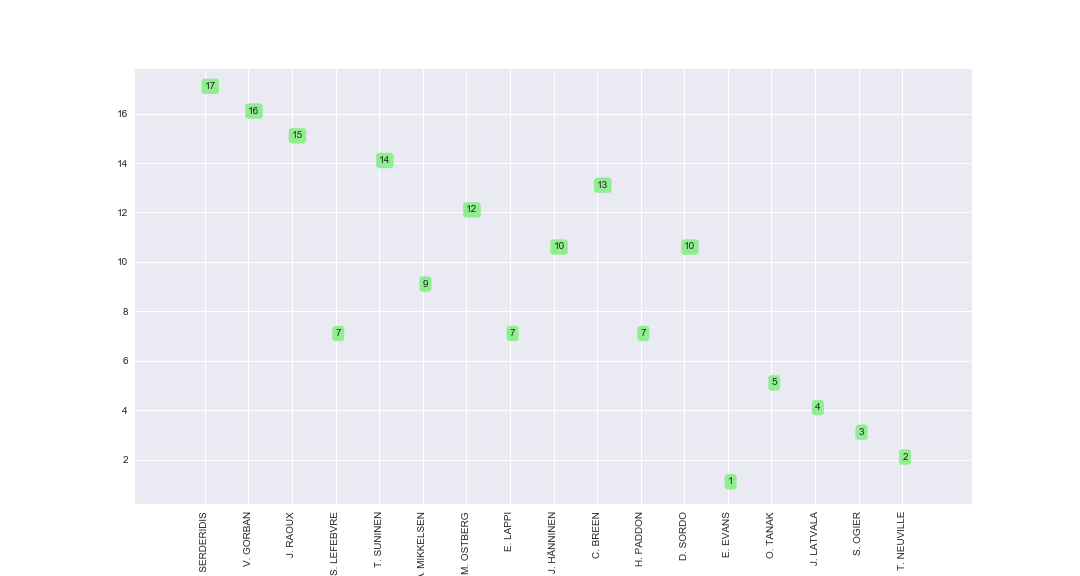 17
16
15
14
12
9
7
7
10
13
7
10
1
5
4
3
2
16
14
12
10
8
6
4
2
SERDERIDIS
V. GORBAN
J. RAOUX
S. LEFEBVRE
T. SUNINEN
MIKKELSEN
M. OSTBERG
E. LAPPI
J. HÄNNINEN
C. BREEN
H. PADDON
D. SORDO
E. EVANS
O. TANAK
J. LATVALA
S. OGIER
T. NEUVILLE